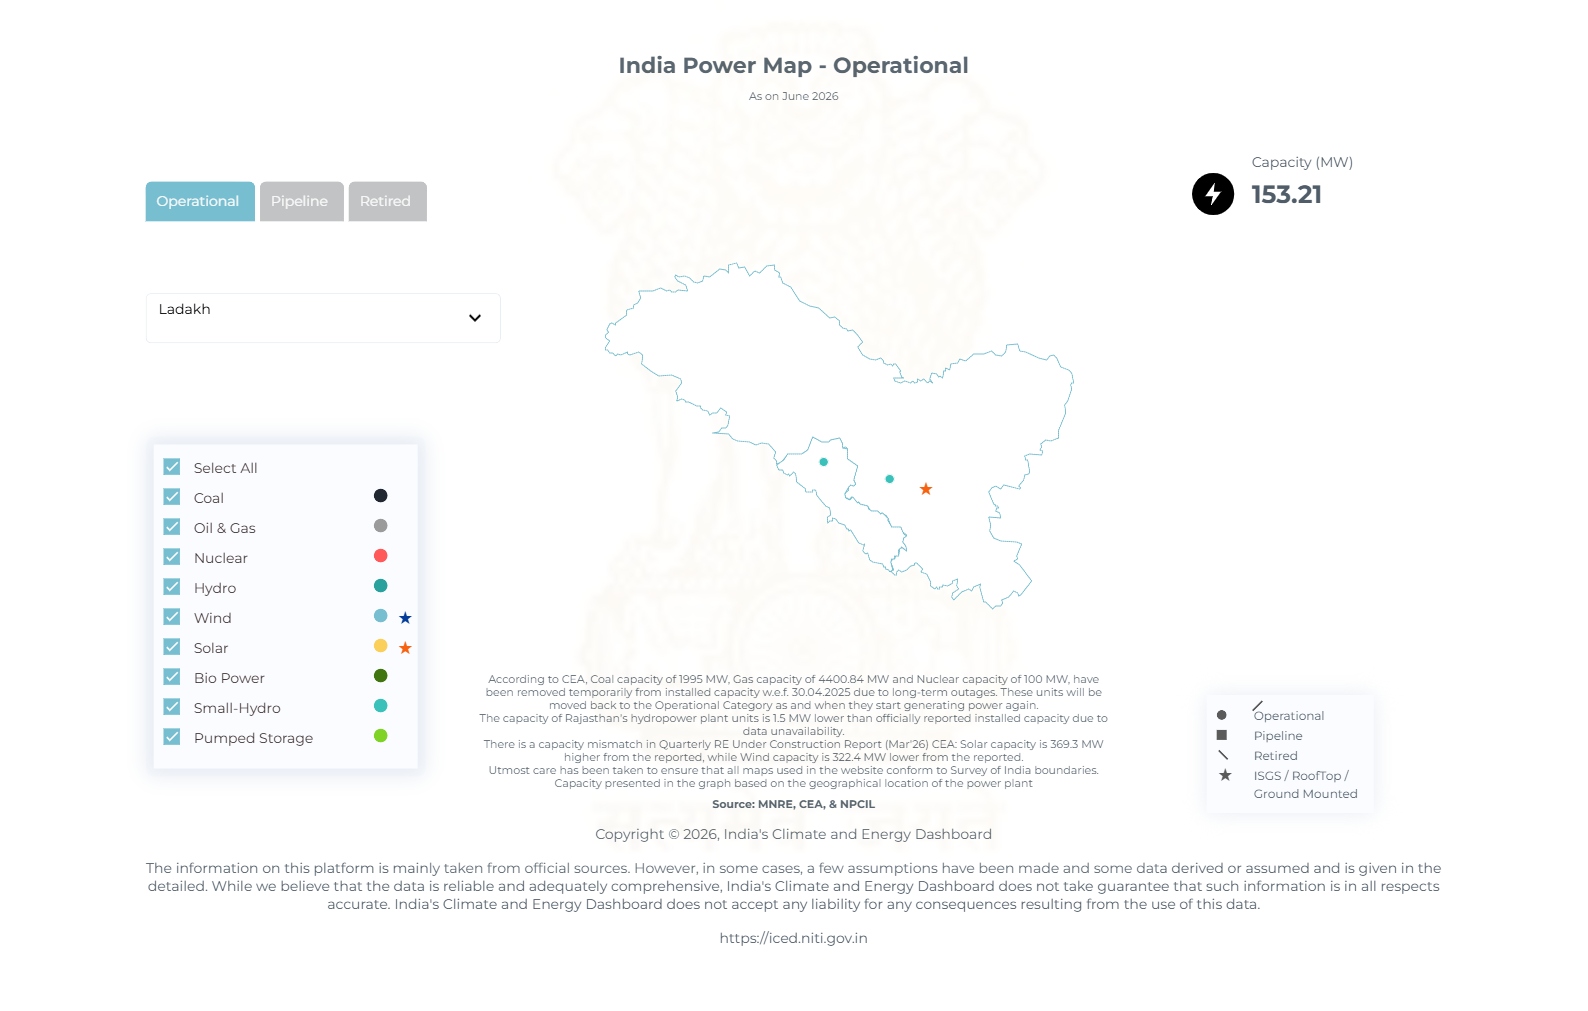 India Power Map - Operational
As on June 2026
Capacity (MW)
153.21
Operational
Pipeline
Retired
Ladakh
Select All
Coal
Oil & Gas
Nuclear
Hydro
Wind
Solar
Bio Power
Small-Hydro
Pumped Storage
According to CEA, Coal capacity of 1995 MW, Gas capacity of 4400.84 MW and Nuclear capacity of 100 MW, have
been removed temporarily from installed capacity w.e.f. 30.04.2025 due to long-term outages. These units will be
moved back to the Operational Category as and when they start generating power again.
The capacity of Rajasthan's hydropower plant units is 1.5 MW lower than officially reported installed capacity due to
data unavailability.
There is a capacity mismatch in Quarterly RE Under Construction Report (Mar'26) CEA: Solar capacity is 369.3 MW
higher from the reported, while Wind capacity is 322.4 MW lower from the reported.
Utmost care has been taken to ensure that all maps used in the website conform to Survey of India boundaries.
Capacity presented in the graph based on the geographical location of the power plant
Source: MNRE, CEA, & NPCIL
Operational
Pipeline
Retired
ISGS / RoofTop /
Ground Mounted
Copyright © 2026, India's Climate and Energy Dashboard
The information on this platform is mainly taken from official sources. However, in some cases, a few assumptions have been made and some data derived or assumed and is given in the
detailed. While we believe that the data is reliable and adequately comprehensive, India's Climate and Energy Dashboard does not take guarantee that such information is in all respects
accurate. India's Climate and Energy Dashboard does not accept any liability for any consequences resulting from the use of this data.
https://iced.niti.gov.in